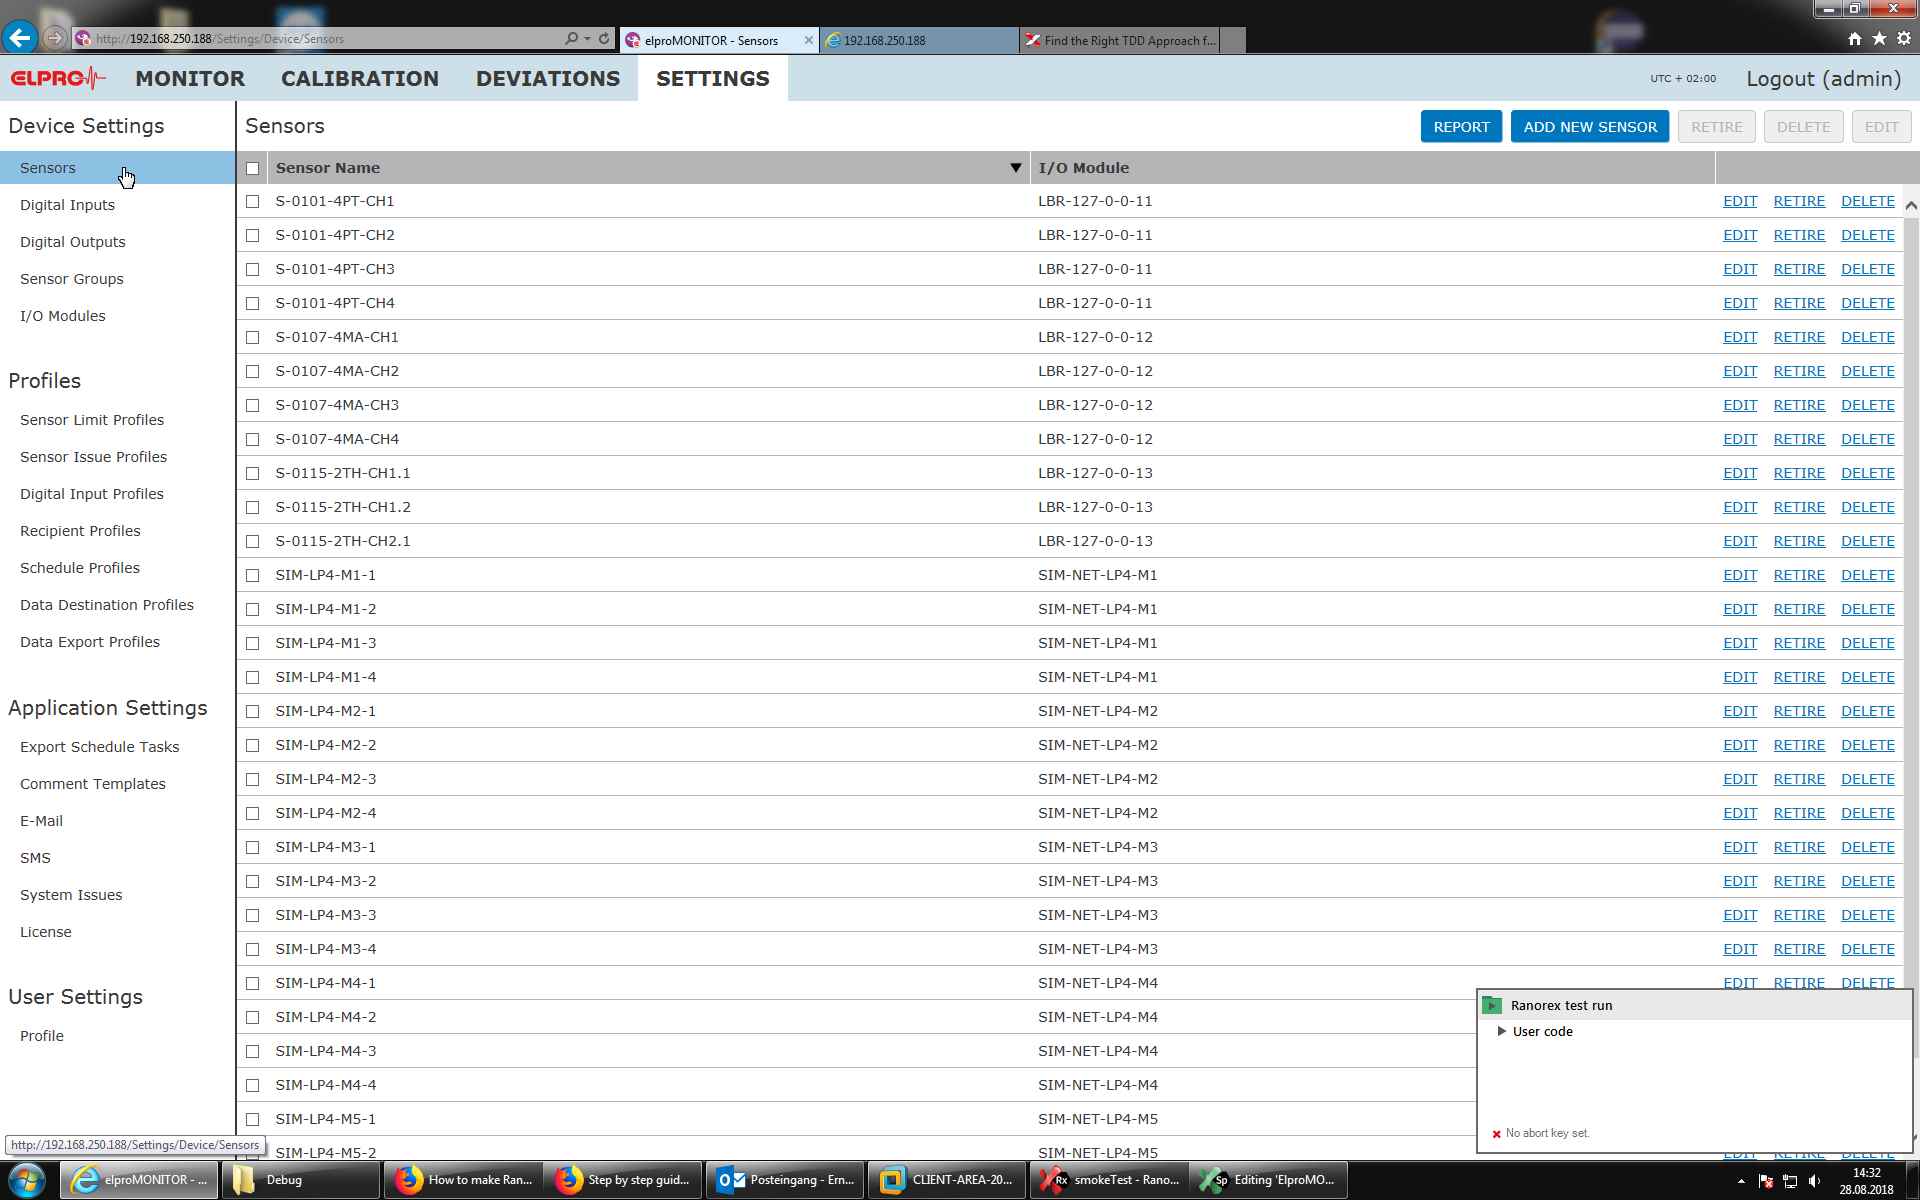 http://192.168.250.188/Settings/Device/Sensors
elproMONITOR - Sensors
192.168.250.188
Find the Right TDD Approach f...
ELPRO
MONITOR
CALIBRATION
DEVIATIONS
SETTINGS
UTC + 02:00
Logout (admin)
Device Settings
Sensors
Digital Inputs
Digital Outputs
Sensor Groups
I/O Modules
Profiles
Sensor Limit Profiles
Sensor Issue Profiles
Digital Input Profiles
Recipient Profiles
Schedule Profiles
Data Destination Profiles
Data Export Profiles
Application Settings
Export Schedule Tasks
Comment Templates
E-Mail
SMS
System Issues
License
User Settings
Profile
http://192.168.250.188/Settings/Device/Sensors
Sensors
REPORT
ADD NEW SENSOR
RETIRE
DELETE
EDIT
Sensor Name I/O Module
S-0101-4PT-CH1 LBR-127-0-0-11 EDIT RETIRE DELETE
S-0101-4PT-CH2 LBR-127-0-0-11 EDIT RETIRE DELETE
S-0101-4PT-CH3 LBR-127-0-0-11 EDIT RETIRE DELETE
S-0101-4PT-CH4 LBR-127-0-0-11 EDIT RETIRE DELETE
S-0107-4MA-CH1 LBR-127-0-0-12 EDIT RETIRE DELETE
S-0107-4MA-CH2 LBR-127-0-0-12 EDIT RETIRE DELETE
S-0107-4MA-CH3 LBR-127-0-0-12 EDIT RETIRE DELETE
S-0107-4MA-CH4 LBR-127-0-0-12 EDIT RETIRE DELETE
S-0115-2TH-CH1.1 LBR-127-0-0-13 EDIT RETIRE DELETE
S-0115-2TH-CH1.2 LBR-127-0-0-13 EDIT RETIRE DELETE
S-0115-2TH-CH2.1 LBR-127-0-0-13 EDIT RETIRE DELETE
SIM-LP4-M1-1 SIM-NET-LP4-M1 EDIT RETIRE DELETE
SIM-LP4-M1-2 SIM-NET-LP4-M1 EDIT RETIRE DELETE
SIM-LP4-M1-3 SIM-NET-LP4-M1 EDIT RETIRE DELETE
SIM-LP4-M1-4 SIM-NET-LP4-M1 EDIT RETIRE DELETE
SIM-LP4-M2-1 SIM-NET-LP4-M2 EDIT RETIRE DELETE
SIM-LP4-M2-2 SIM-NET-LP4-M2 EDIT RETIRE DELETE
SIM-LP4-M2-3 SIM-NET-LP4-M2 EDIT RETIRE DELETE
SIM-LP4-M2-4 SIM-NET-LP4-M2 EDIT RETIRE DELETE
SIM-LP4-M3-1 SIM-NET-LP4-M3 EDIT RETIRE DELETE
SIM-LP4-M3-2 SIM-NET-LP4-M3 EDIT RETIRE DELETE
SIM-LP4-M3-3 SIM-NET-LP4-M3 EDIT RETIRE DELETE
SIM-LP4-M3-4 SIM-NET-LP4-M3 EDIT RETIRE DELETE
SIM-LP4-M4-1 SIM-NET-LP4-M4 EDIT RETIRE DELETE
SIM-LP4-M4-2 SIM-NET-LP4-M4
SIM-LP4-M4-3 SIM-NET-LP4-M4
SIM-LP4-M4-4 SIM-NET-LP4-M4
SIM-LP4-M5-1 SIM-NET-LP4-M5
SIM-LP4-M5-2 SIM-NET-LP4-M5 EDIT RETIRE DELETE
Ranorex test run
User code
No abort key set.
elproMONITOR - ...
Debug
How to make Ran...
Step by step guid...
Posteingang - Ern...
CLIENT-AREA-20...
smokeTest - Rano...
Editing 'ElproMO...
14:32
28.08.2018